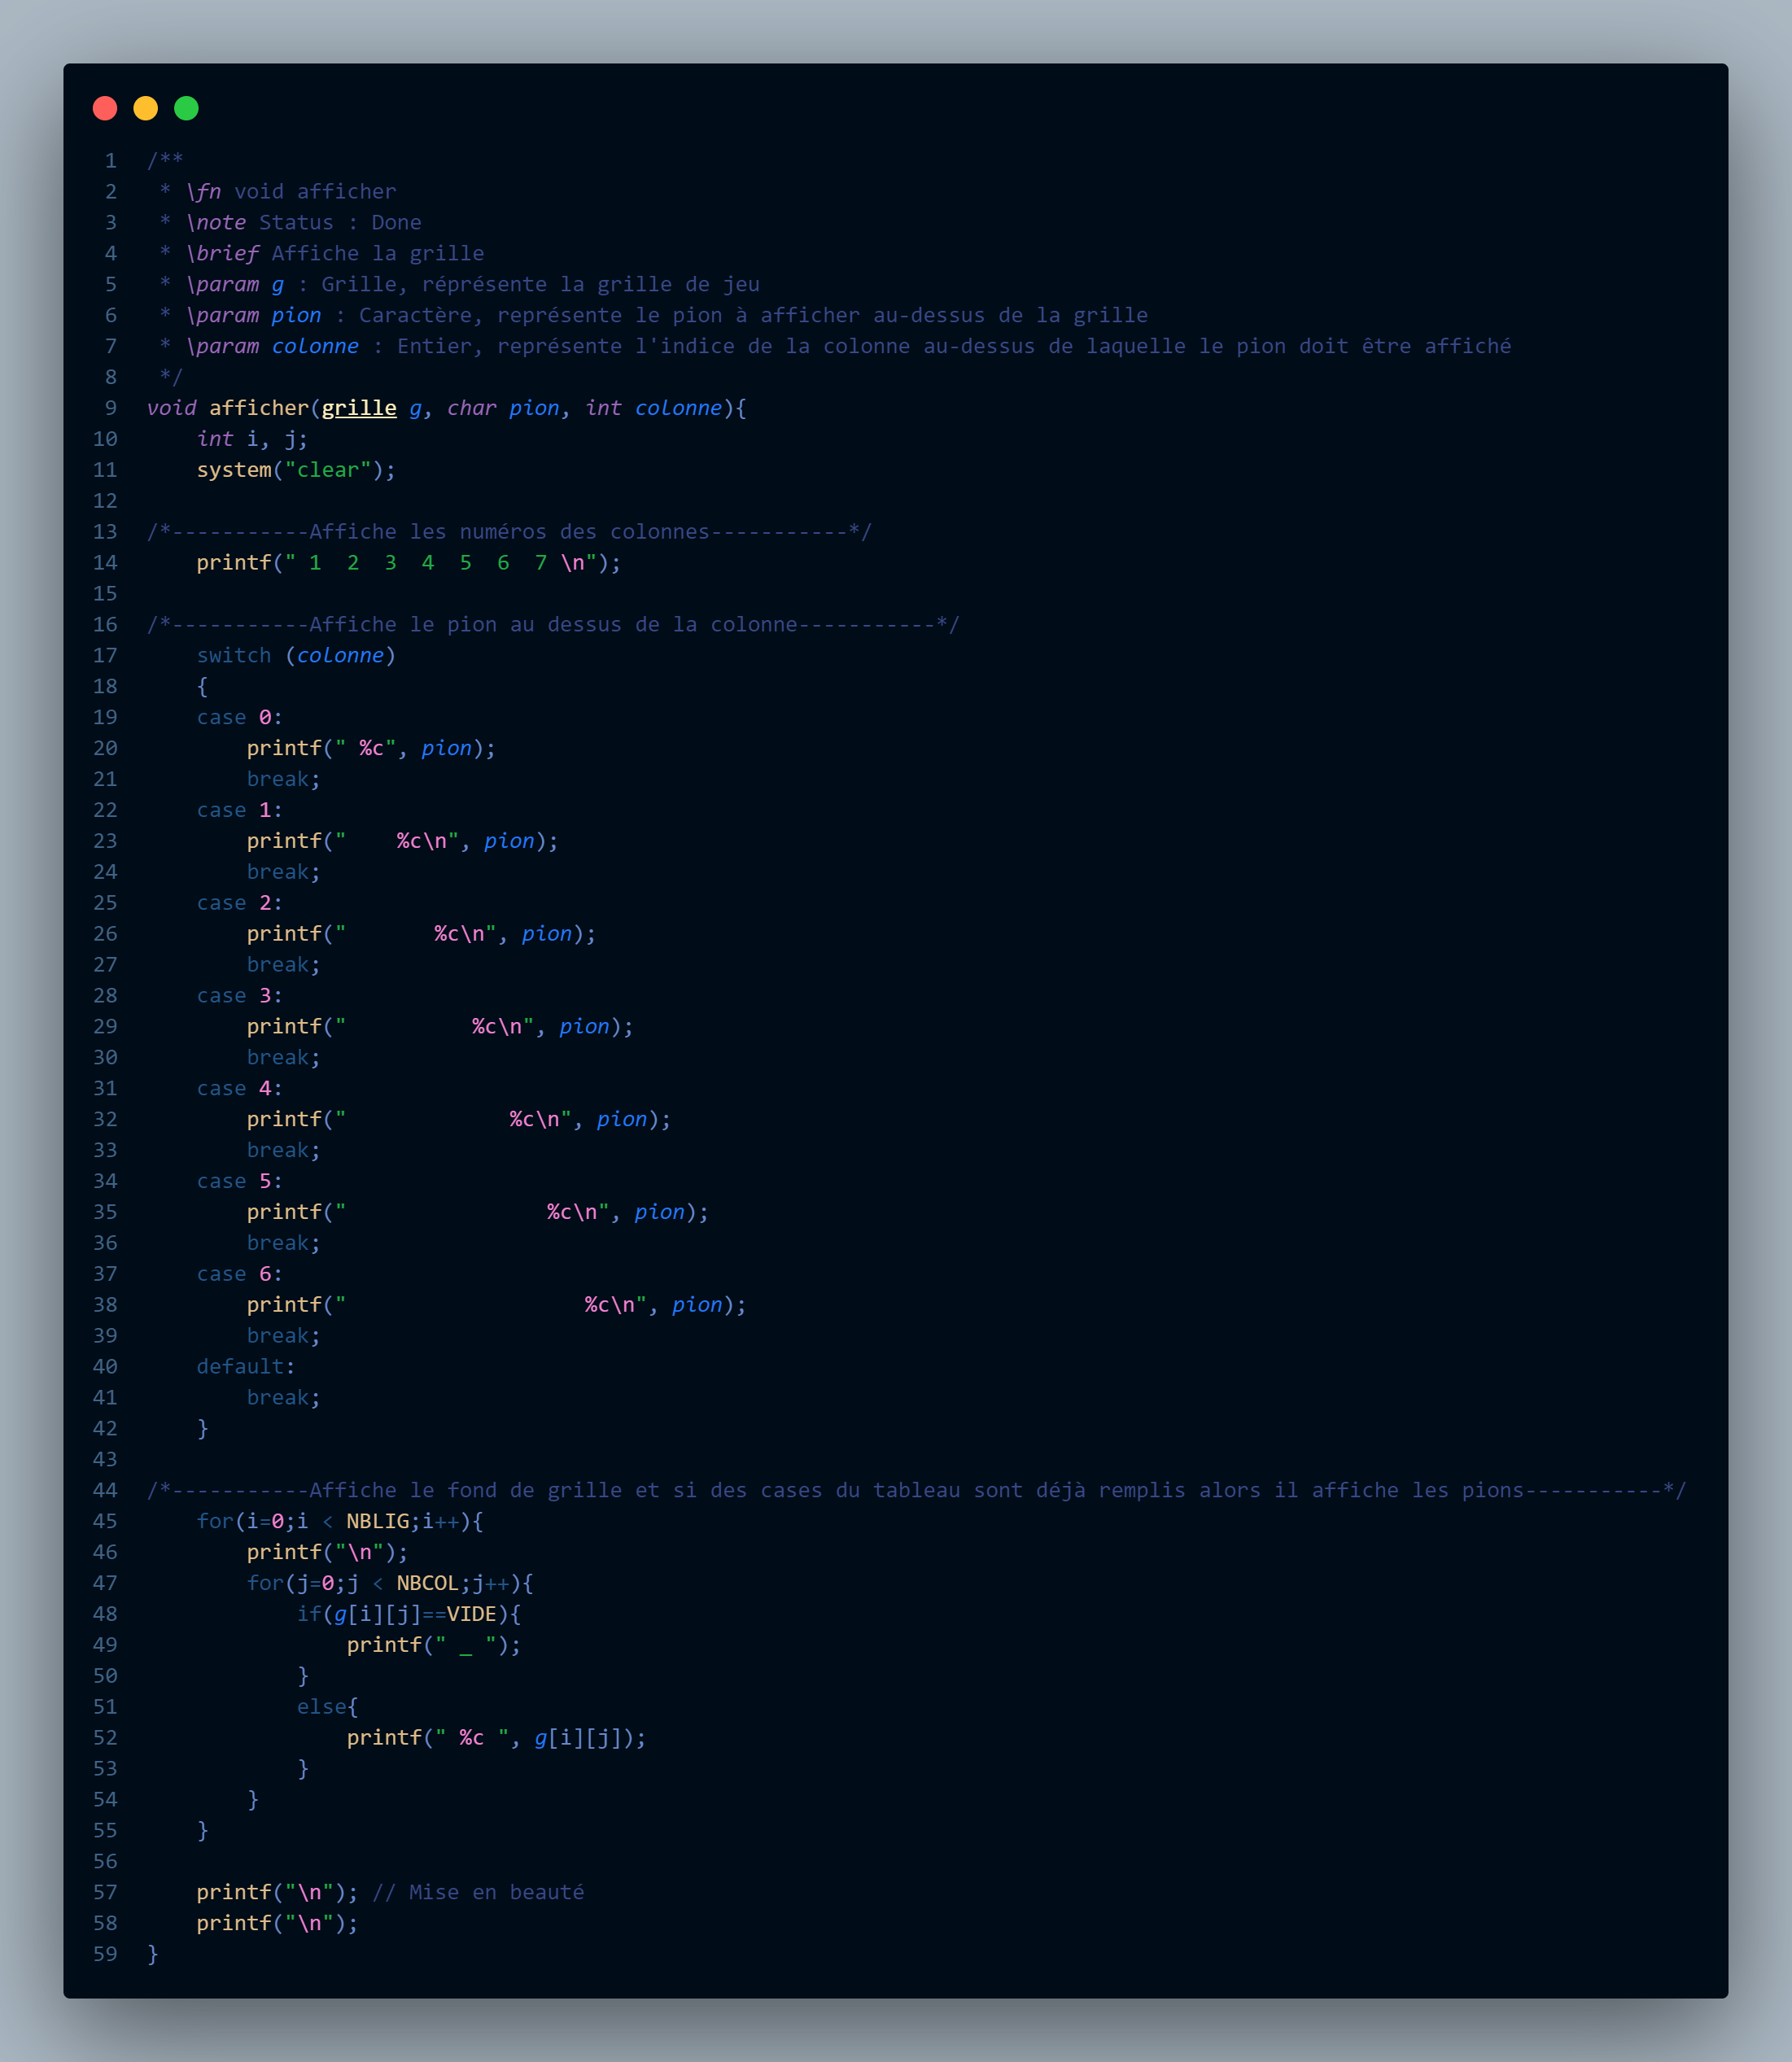 1 /**
2  * \fn void afficher
3  * \note Status : Done
4  * \brief Affiche la grille
5  * \param g : Grille, réprésente la grille de jeu
6  * \param pion : Caractère, représente le pion à afficher au-dessus de la grille
7  * \param colonne : Entier, représente l'indice de la colonne au-dessus de laquelle le pion doit être affiché
8  */
9 void afficher(grille g, char pion, int colonne){
10     int i, j;
11     system("clear");
12
13 /*-----------Affiche les numéros des colonnes-----------*/
14     printf(" 1  2  3  4  5  6  7 \n");
15
16 /*-----------Affiche le pion au dessus de la colonne-----------*/
17     switch (colonne)
18     {
19     case 0:
20         printf(" %c", pion);
21         break;
22     case 1:
23         printf("    %c\n", pion);
24         break;
25     case 2:
26         printf("       %c\n", pion);
27         break;
28     case 3:
29         printf("          %c\n", pion);
30         break;
31     case 4:
32         printf("             %c\n", pion);
33         break;
34     case 5:
35         printf("                %c\n", pion);
36         break;
37     case 6:
38         printf("                   %c\n", pion);
39         break;
40     default:
41         break;
42     }
43
44 /*-----------Affiche le fond de grille et si des cases du tableau sont déjà remplis alors il affiche les pions-----------*/
45     for(i=0;i < NBLIG;i++){
46         printf("\n");
47         for(j=0;j < NBCOL;j++){
48             if(g[i][j]==VIDE){
49                 printf(" _ ");
50             }
51             else{
52                 printf(" %c ", g[i][j]);
53             }
54         }
55     }
56
57     printf("\n"); // Mise en beauté
58     printf("\n");
59 }